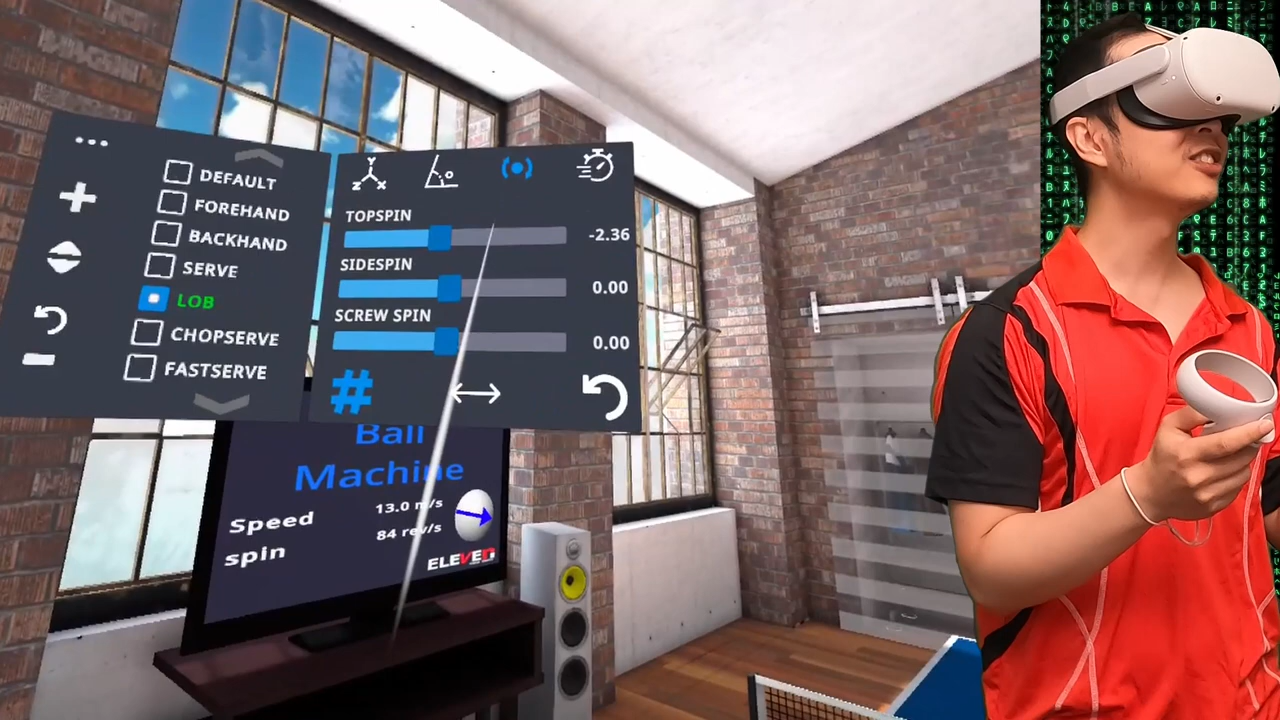 DEFAULT
FOREHAND
BACKHAND
SERVE
LOB
CHOPSERVE
FASTSERVE
z x
TOPSPIN
-2.36
SIDESPIN
0.00
SCREW SPIN
0.00
#
Ball
Machine
Speed 13.0 m/s
spin 84 rev/s
ELEVEN